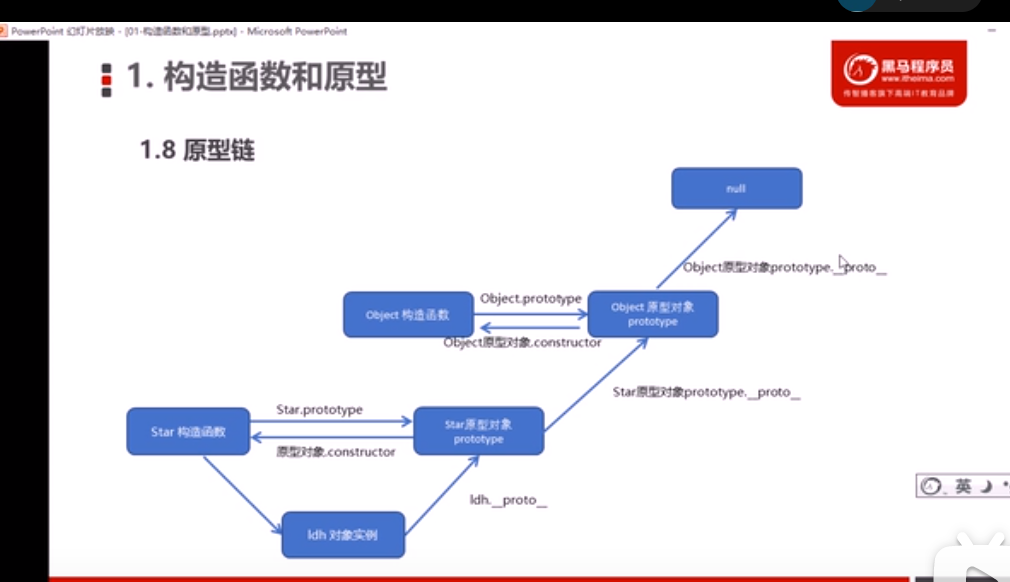 PowerPoint 幻灯片放映 - [01-构造函数和原型.pptx] - Microsoft PowerPoint
1. 构造函数和原型
黑马程序员
www.itheima.com
传智播客旗下高端IT教育品牌
1.8 原型链
null
Object原型对象prototype.__proto__
Object 构造函数
Object.prototype
Object 原型对象
prototype
Object原型对象.constructor
Star原型对象prototype.__proto__
Star 构造函数
Star.prototype
Star原型对象
prototype
原型对象.constructor
ldh.__proto__
ldh 对象实例
英